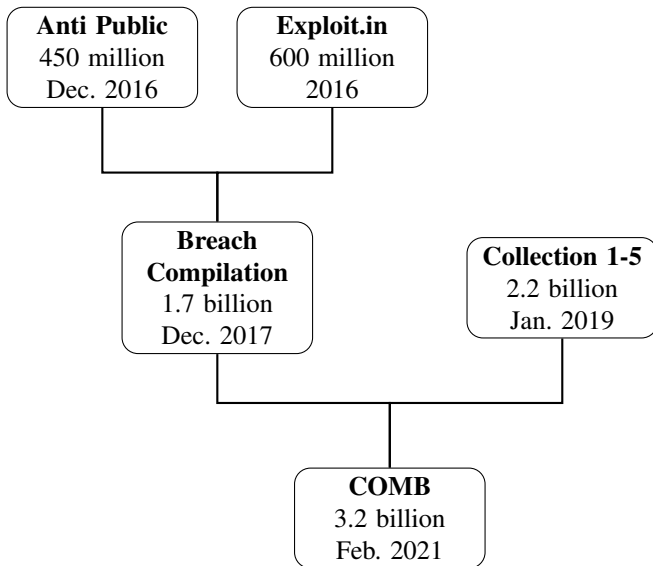 Anti Public
450 million
Dec. 2016
Exploit.in
600 million
2016
Breach
Compilation
1.7 billion
Dec. 2017
Collection 1-5
2.2 billion
Jan. 2019
COMB
3.2 billion
Feb. 2021